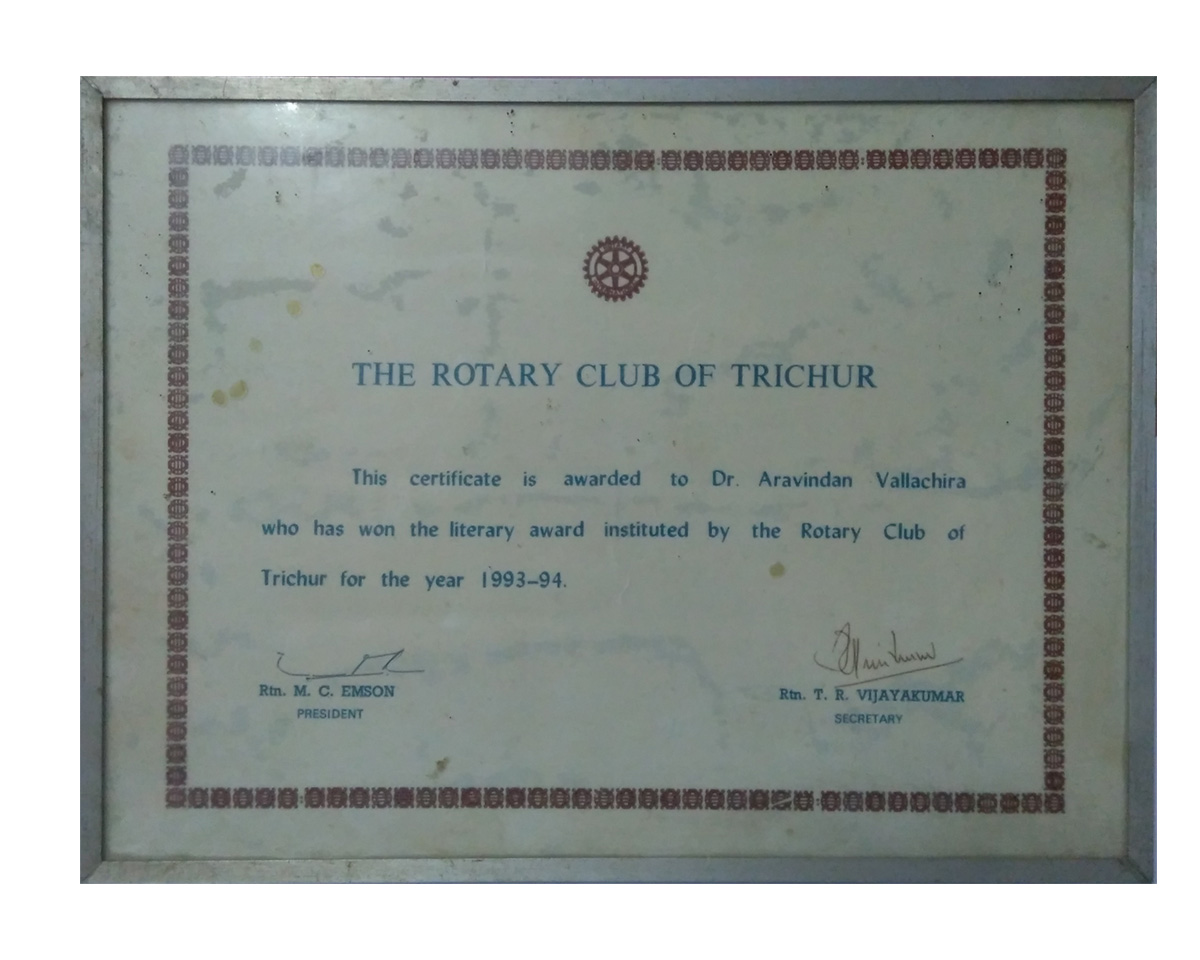 THE ROTARY CLUB OF TRICHUR
This certificate is awarded to Dr. Aravindan Vallachira
who has won the literary award instituted by the Rotary Club of
Trichur for the year 1993–94.
Rtn. M. C. EMSON
PRESIDENT
Rtn. T. R. VIJAYAKUMAR
SECRETARY